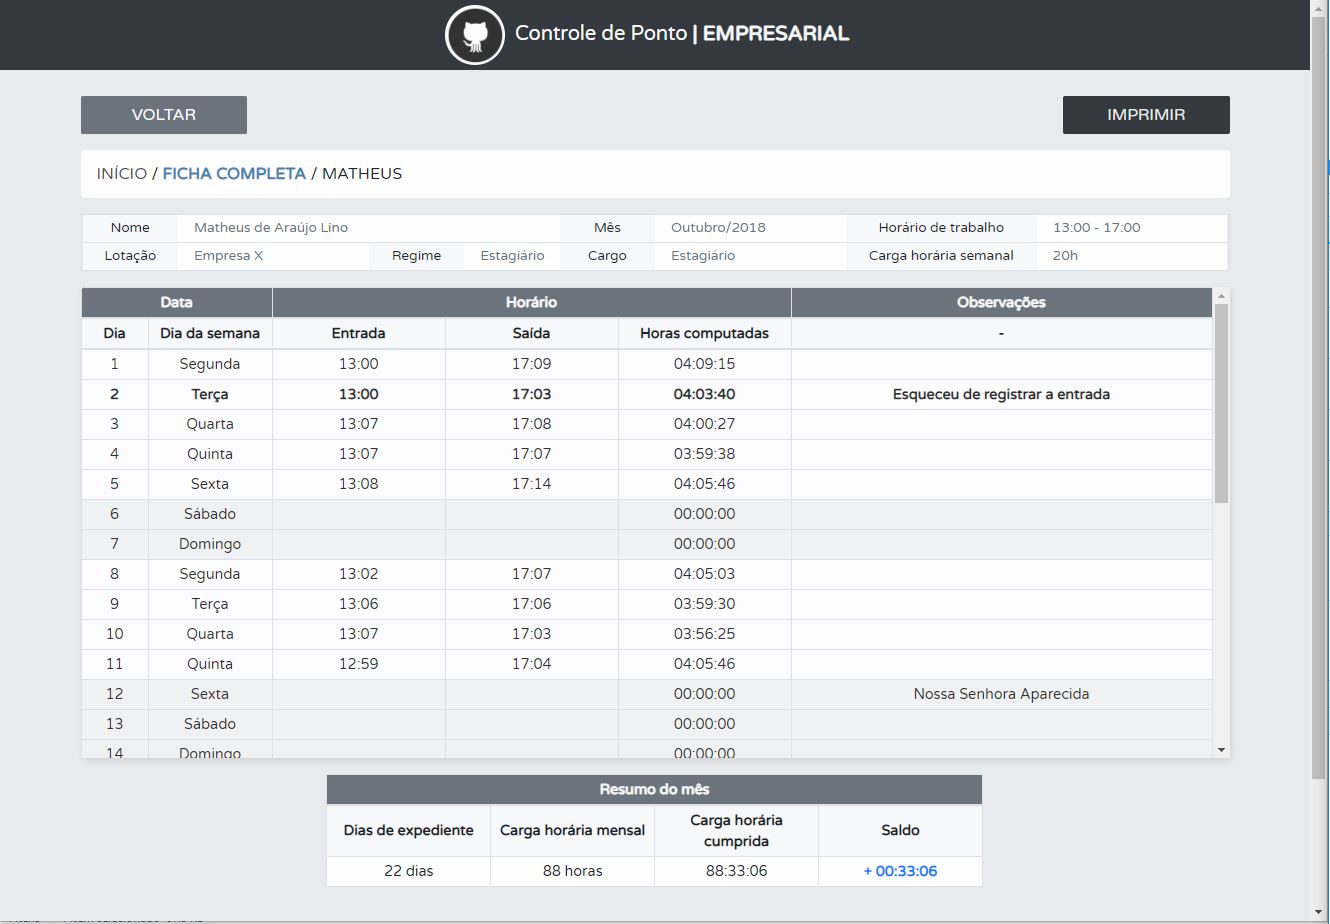 Controle de Ponto | EMPRESARIAL
VOLTAR IMPRIMIR
INÍCIO / FICHA COMPLETA / MATHEUS
Nome Matheus de Araújo Lino Mês Outubro/2018 Horário de trabalho 13:00 - 17:00
Lotação Empresa X Regime Estagiário Cargo Estagiário Carga horária semanal 20h
Data Horário Observações
Dia Dia da semana Entrada Saída Horas computadas -
1 Segunda 13:00 17:09 04:09:15
2 Terça 13:00 17:03 04:03:40 Esqueceu de registrar a entrada
3 Quarta 13:07 17:08 04:00:27
4 Quinta 13:07 17:07 03:59:38
5 Sexta 13:08 17:14 04:05:46
6 Sábado 00:00:00
7 Domingo 00:00:00
8 Segunda 13:02 17:07 04:05:03
9 Terça 13:06 17:06 03:59:30
10 Quarta 13:07 17:03 03:56:25
11 Quinta 12:59 17:04 04:05:46
12 Sexta 00:00:00 Nossa Senhora Aparecida
13 Sábado 00:00:00
14 Domingo 00:00:00
Resumo do mês
Dias de expediente Carga horária mensal Carga horária cumprida Saldo
22 dias 88 horas 88:33:06 + 00:33:06